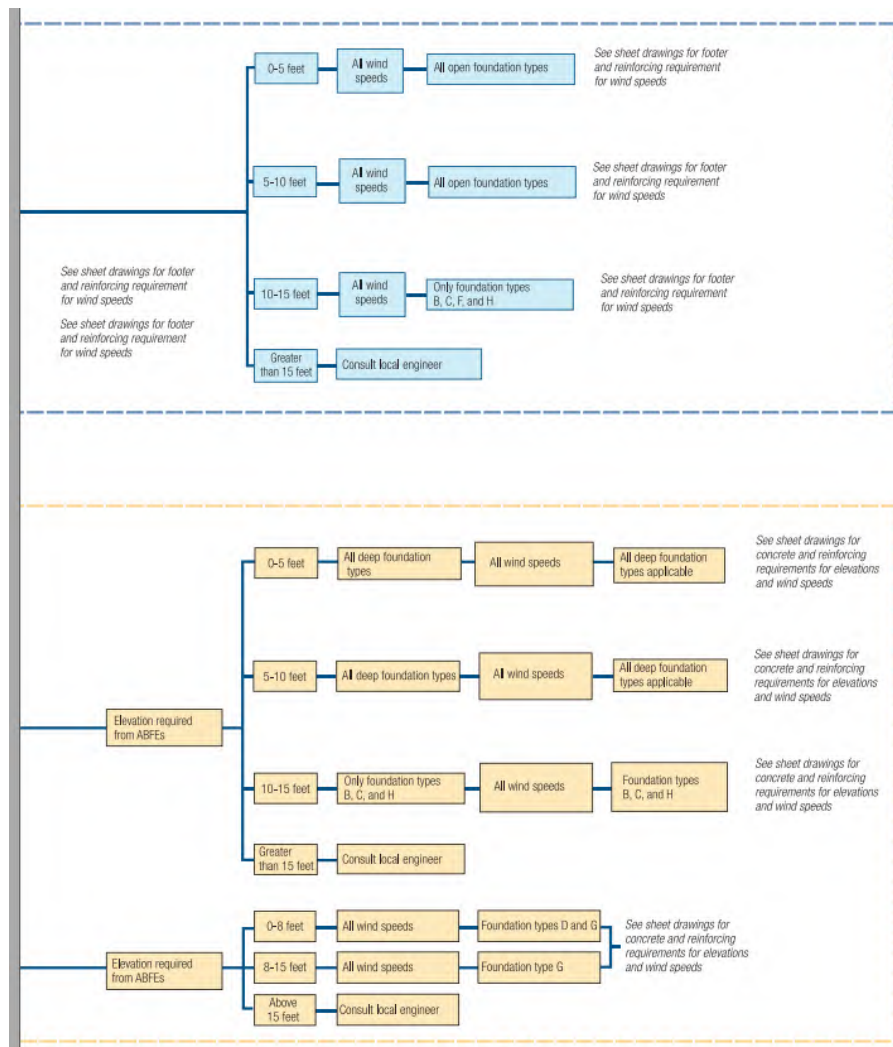 0-5 feet
All wind
speeds
All open foundation types
See sheet drawings for footer
and reinforcing requirement
for wind speeds
5-10 feet
All wind
speeds
All open foundation types
See sheet drawings for footer
and reinforcing requirement
for wind speeds
See sheet drawings for footer
and reinforcing requirement
for wind speeds
See sheet drawings for footer
and reinforcing requirement
for wind speeds
10-15 feet
All wind
speeds
Only foundation types
B, C, F, and H
See sheet drawings for footer
and reinforcing requirement
for wind speeds
Greater
than 15 feet
Consult local engineer
0-5 feet
All deep foundation
types
All wind speeds
All deep foundation
types applicable
See sheet drawings for
concrete and reinforcing
requirements for elevations
and wind speeds
5-10 feet
All deep foundation types
All wind speeds
All deep foundation
types applicable
See sheet drawings for
concrete and reinforcing
requirements for elevations
and wind speeds
Elevation required
from ABFEs
10-15 feet
Only foundation types
B, C, and H
All wind speeds
Foundation types
B, C, and H
See sheet drawings for
concrete and reinforcing
requirements for elevations
and wind speeds
Greater
than 15 feet
Consult local engineer
Elevation required
from ABFEs
0-8 feet
All wind speeds
Foundation types D and G
See sheet drawings for
concrete and reinforcing
requirements for elevations
and wind speeds
8-15 feet
All wind speeds
Foundation type G
Above
15 feet
Consult local engineer